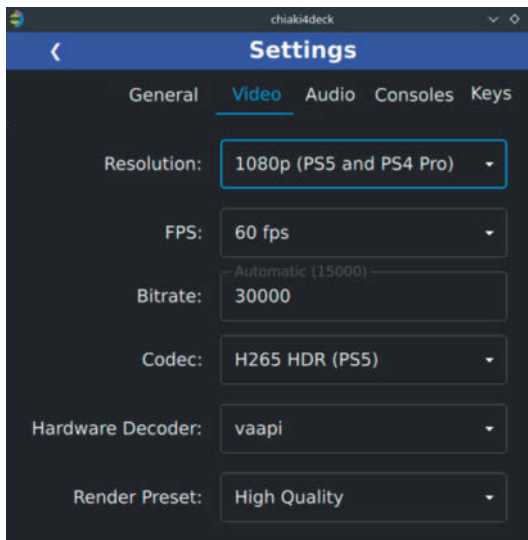 chiaki4deck
Settings
General Video Audio Consoles Keys
Resolution: 1080p (PS5 and PS4 Pro)
FPS: 60 fps
Automatic (15000)
Bitrate: 30000
Codec: H265 HDR (PS5)
Hardware Decoder: vaapi
Render Preset: High Quality